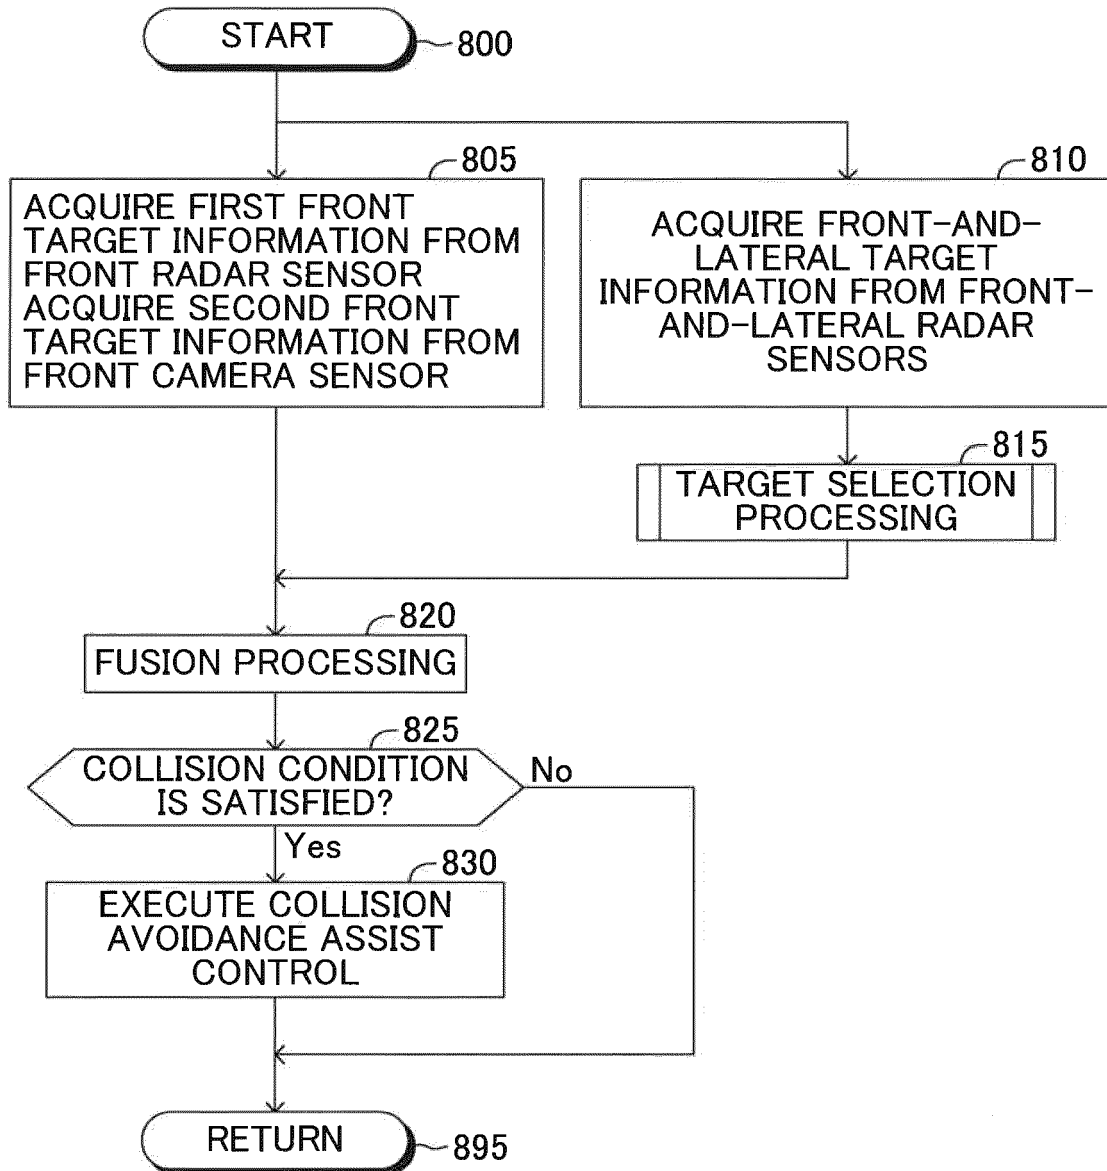 START
800
805
ACQUIRE FIRST FRONT
TARGET INFORMATION FROM
FRONT RADAR SENSOR
ACQUIRE SECOND FRONT
TARGET INFORMATION FROM
FRONT CAMERA SENSOR
810
ACQUIRE FRONT-AND-
LATERAL TARGET
INFORMATION FROM FRONT-
AND-LATERAL RADAR
SENSORS
815
TARGET SELECTION
PROCESSING
820
FUSION PROCESSING
825
COLLISION CONDITION
IS SATISFIED?
No
Yes
830
EXECUTE COLLISION
AVOIDANCE ASSIST
CONTROL
RETURN
895